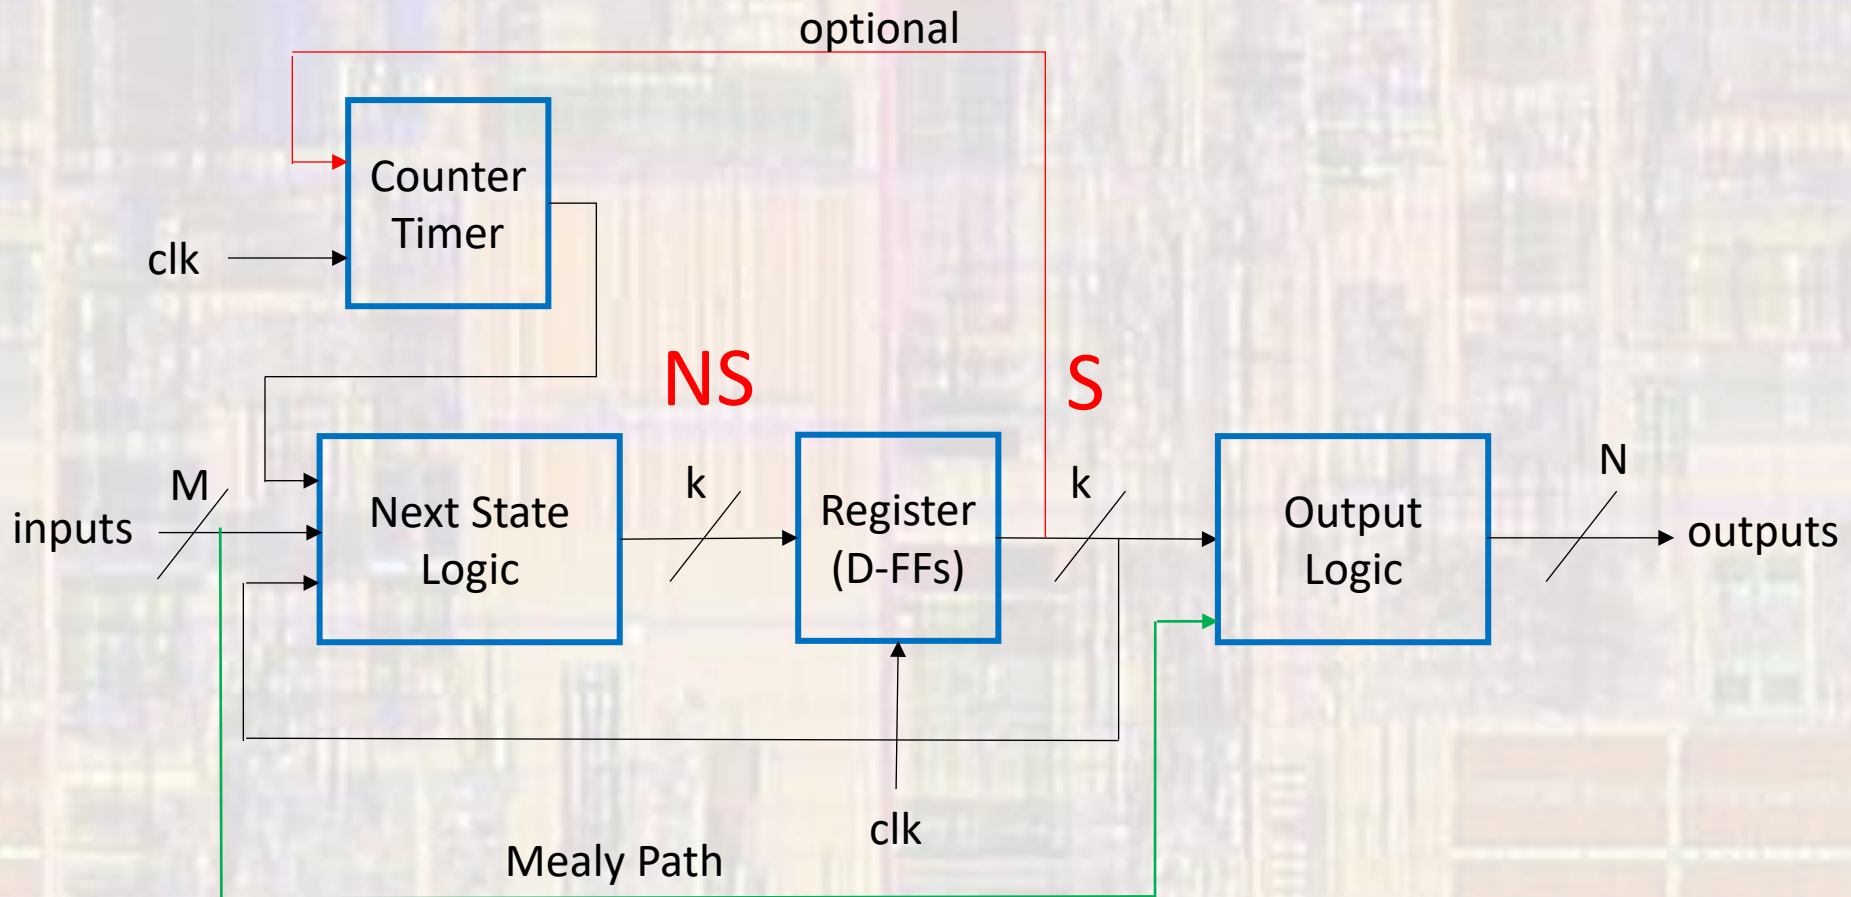 optional
Counter
Timer
clk
NS
S
M
k
k
N
inputs
Next State
Logic
Register
(D-FFs)
Output
Logic
outputs
clk
Mealy Path